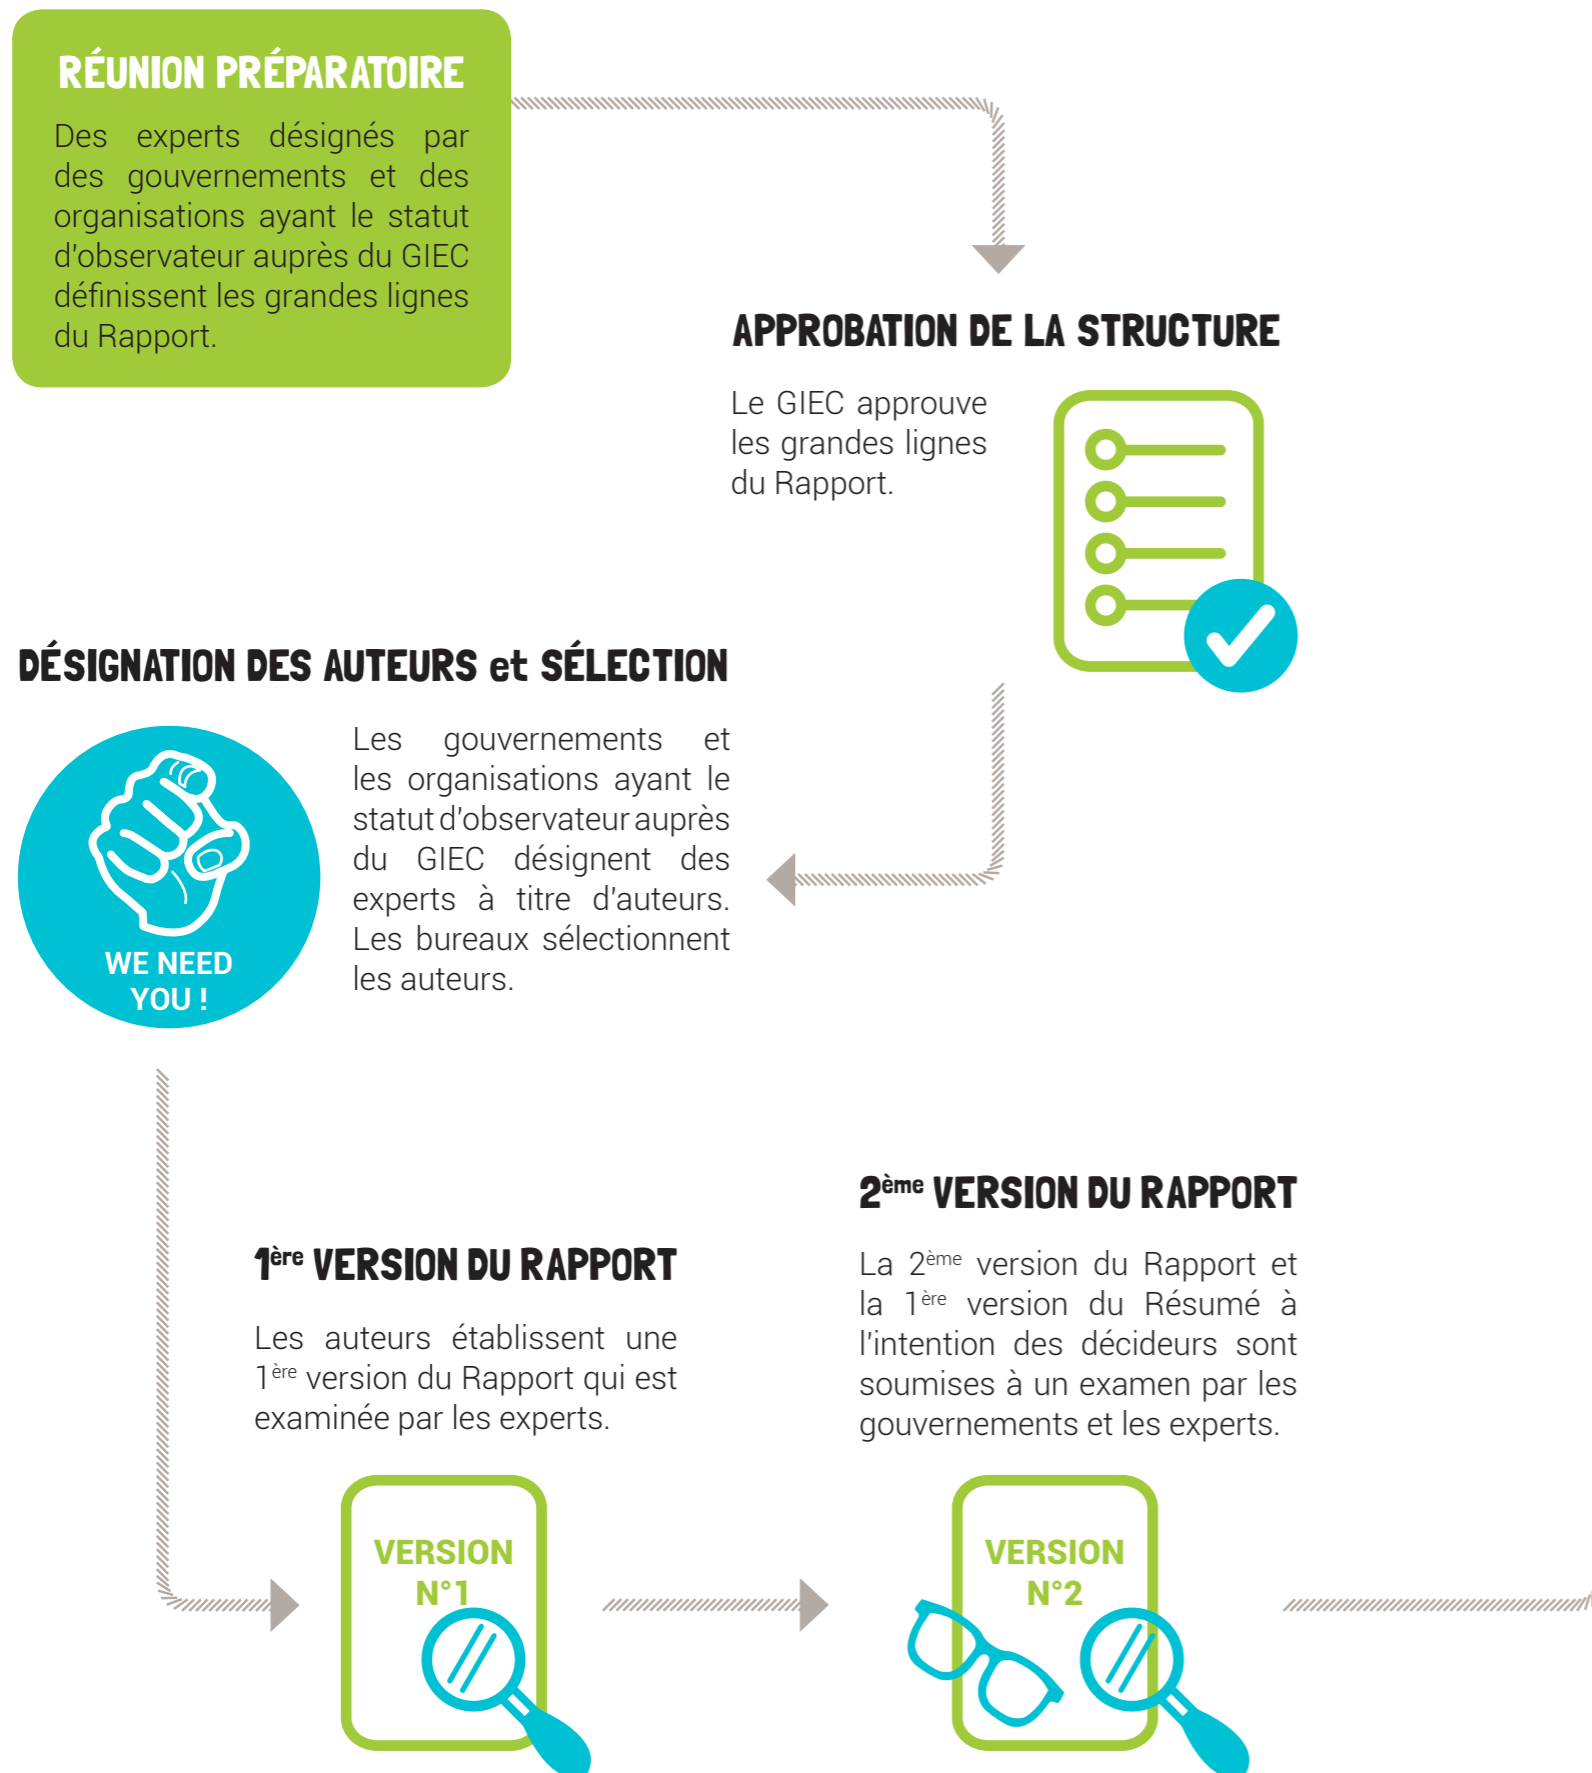 RÉUNION PRÉPARATOIRE
Des experts désignés par
des gouvernements et des
organisations ayant le statut
d'observateur auprès du GIEC
définissent les grandes lignes
du Rapport.
APPROBATION DE LA STRUCTURE
Le GIEC approuve
les grandes lignes
du Rapport.
DÉSIGNATION DES AUTEURS et SÉLECTION
Les gouvernements et
les organisations ayant le
statut d'observateur auprès
du GIEC désignent des
experts à titre d'auteurs.
Les bureaux sélectionnent
les auteurs.
WE NEED
YOU !
1ère VERSION DU RAPPORT
Les auteurs établissent une
1ère version du Rapport qui est
examinée par les experts.
VERSION
N°1
2ème VERSION DU RAPPORT
La 2ème version du Rapport et
la 1ère version du Résumé à
l'intention des décideurs sont
soumises à un examen par les
gouvernements et les experts.
VERSION
N°2